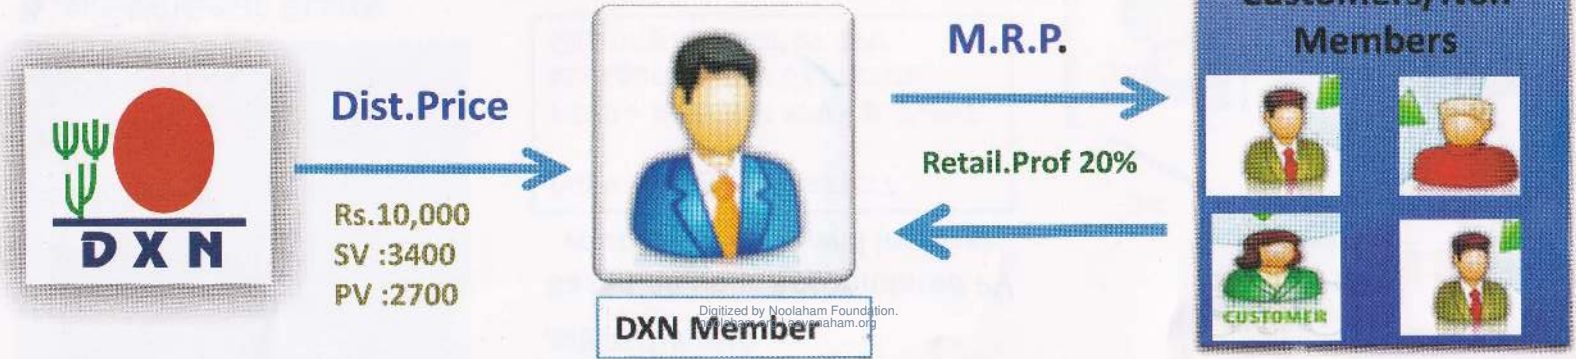 Customers/Non
Members
M.R.P.
Dist.Price
Retail.Prof 20%
Rs.10,000
SV :3400
PV :2700
DXN
CUSTOMER
DXN Member
Digitized by Noolaham Foundation.
noolaham.org | aavanaham.org